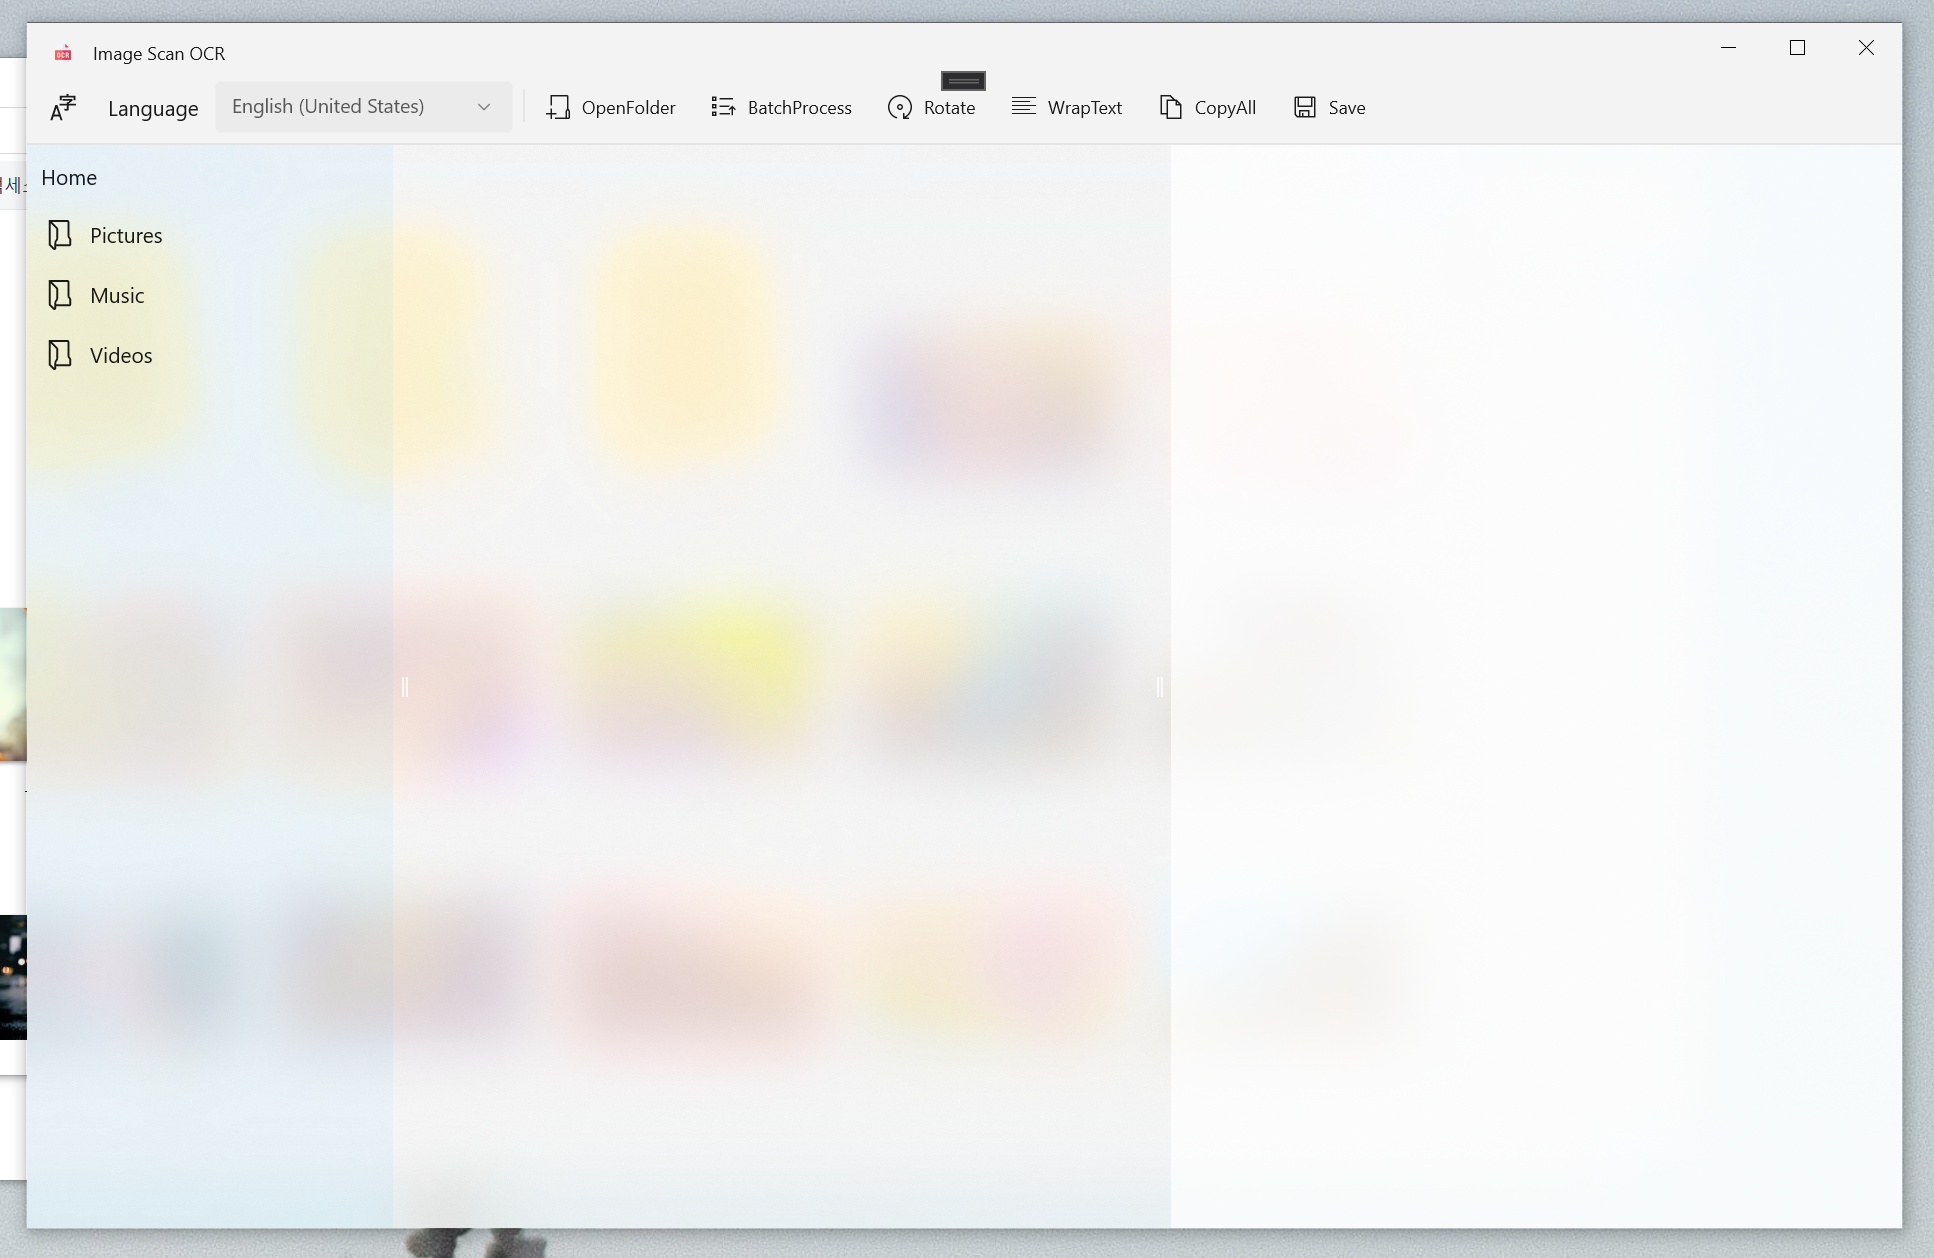 Image Scan OCR
Language English (United States) OpenFolder BatchProcess Rotate WrapText CopyAll Save
Home
Pictures
Music
Videos